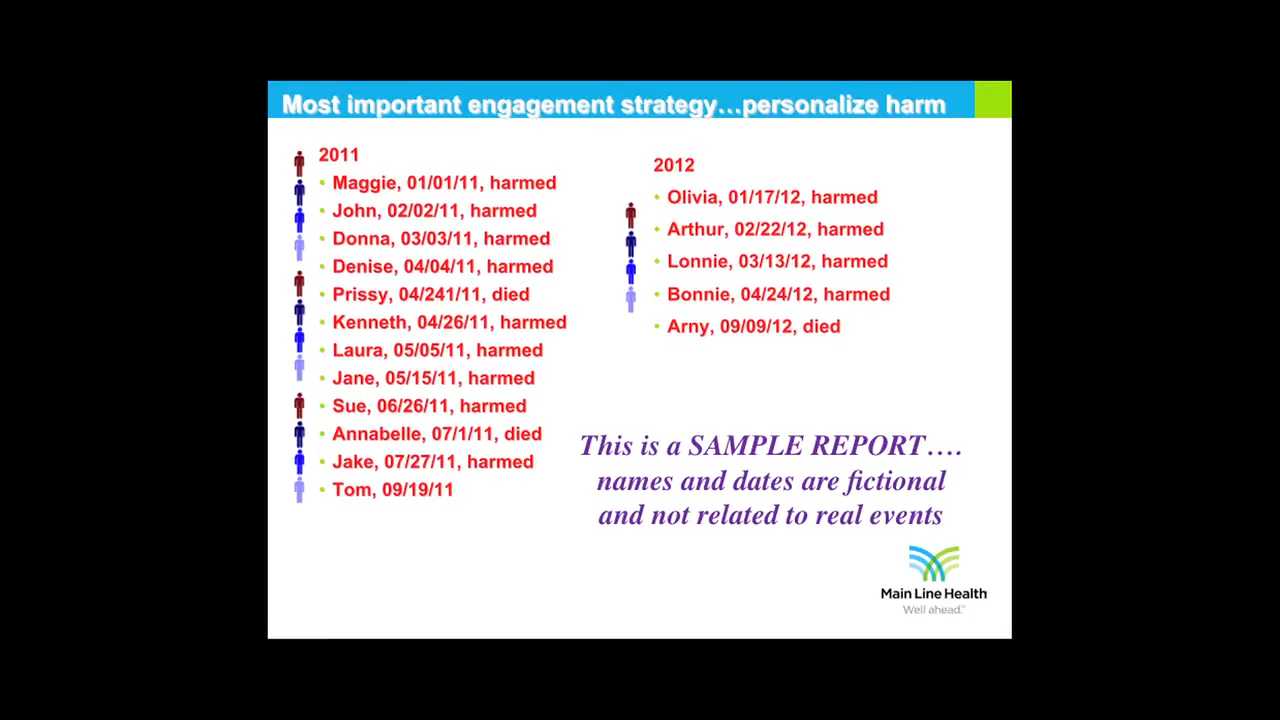 Most important engagement strategy…personalize harm
2011
• Maggie, 01/01/11, harmed
• John, 02/02/11, harmed
• Donna, 03/03/11, harmed
• Denise, 04/04/11, harmed
• Prissy, 04/241/11, died
• Kenneth, 04/26/11, harmed
• Laura, 05/05/11, harmed
• Jane, 05/15/11, harmed
• Sue, 06/26/11, harmed
• Annabelle, 07/1/11, died
• Jake, 07/27/11, harmed
• Tom, 09/19/11
2012
• Olivia, 01/17/12, harmed
• Arthur, 02/22/12, harmed
• Lonnie, 03/13/12, harmed
• Bonnie, 04/24/12, harmed
• Arny, 09/09/12, died
This is a SAMPLE REPORT….
names and dates are fictional
and not related to real events
Main Line Health
Well ahead.™